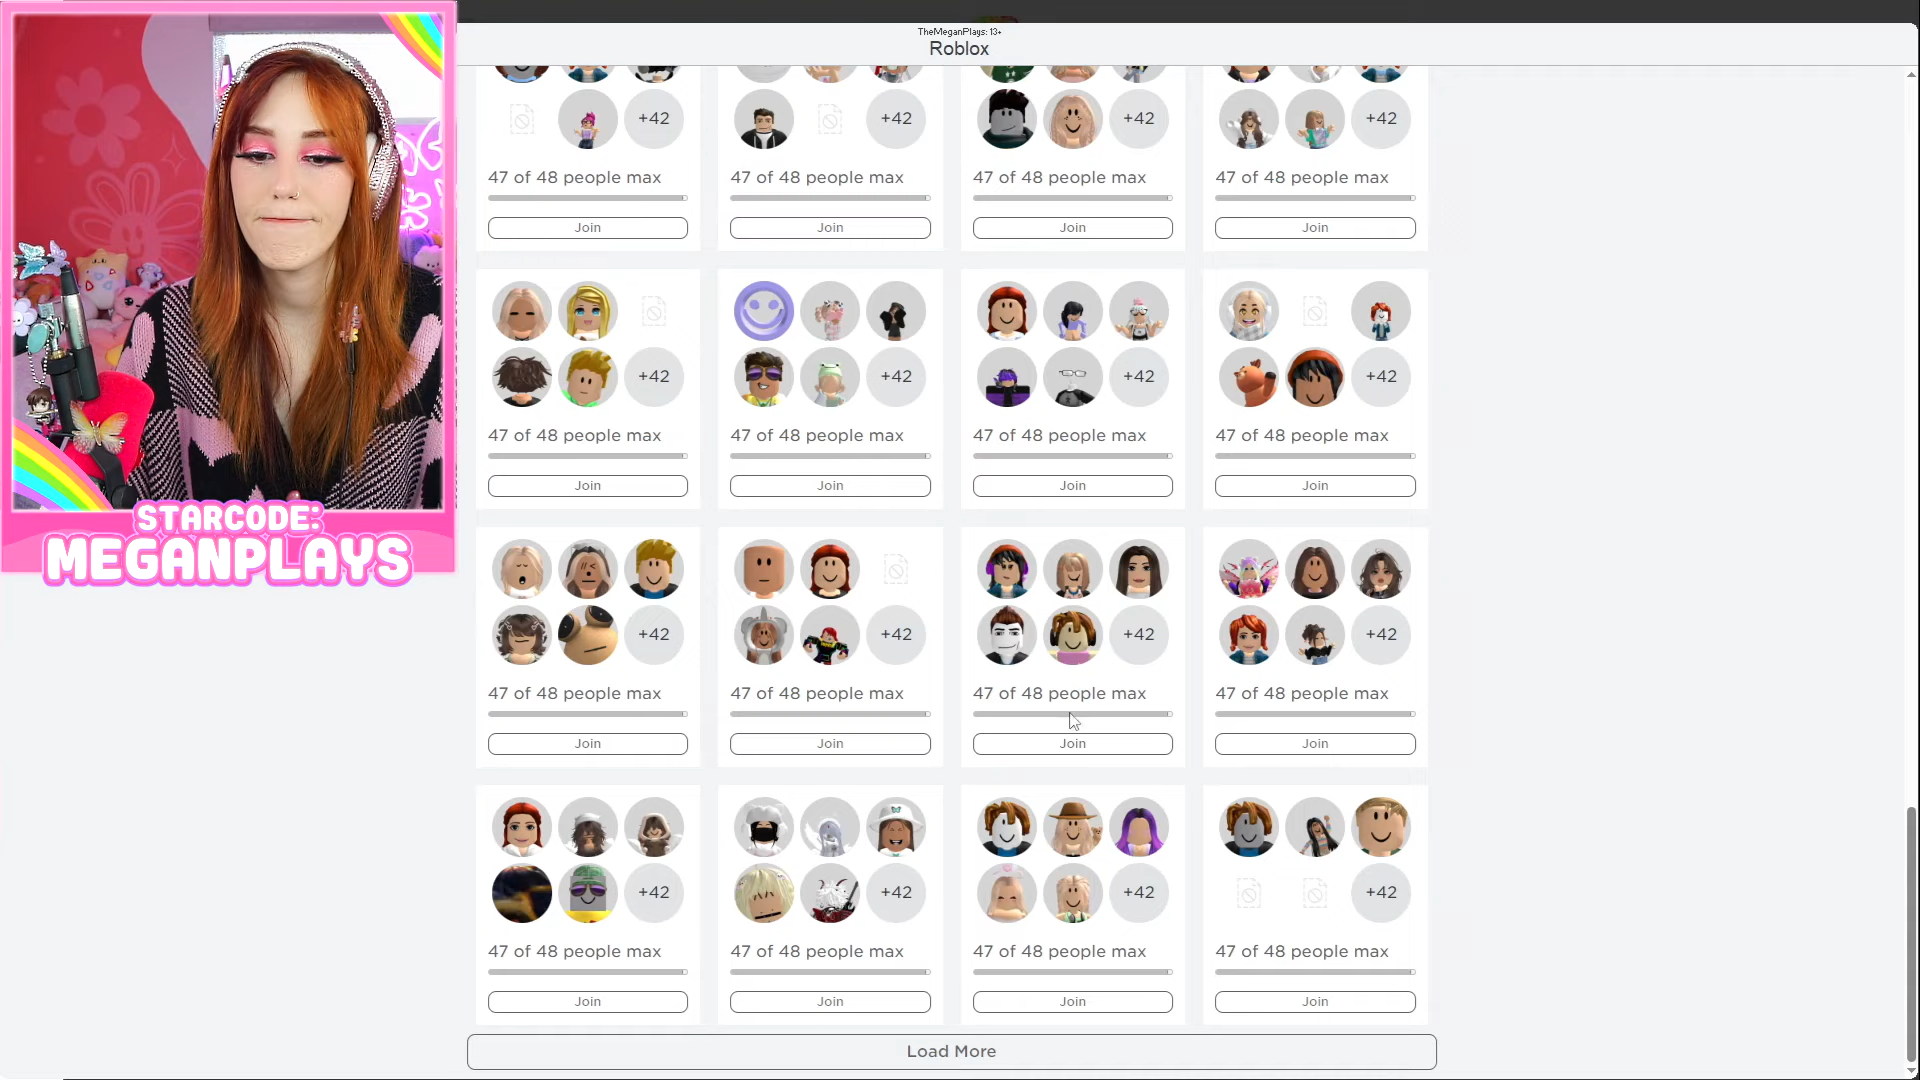 TheMeganPlays: 13+
Roblox
+42 +42 +42 +42
47 of 48 people max 47 of 48 people max 47 of 48 people max 47 of 48 people max
Join Join Join Join
+42 +42 +42 +42
47 of 48 people max 47 of 48 people max 47 of 48 people max 47 of 48 people max
Join Join Join Join
STARCODE:
MEGANPLAYS
+42 +42 +42 +42
47 of 48 people max 47 of 48 people max 47 of 48 people max 47 of 48 people max
Join Join Join Join
+42 +42 +42 +42
47 of 48 people max 47 of 48 people max 47 of 48 people max 47 of 48 people max
Join Join Join Join
Load More